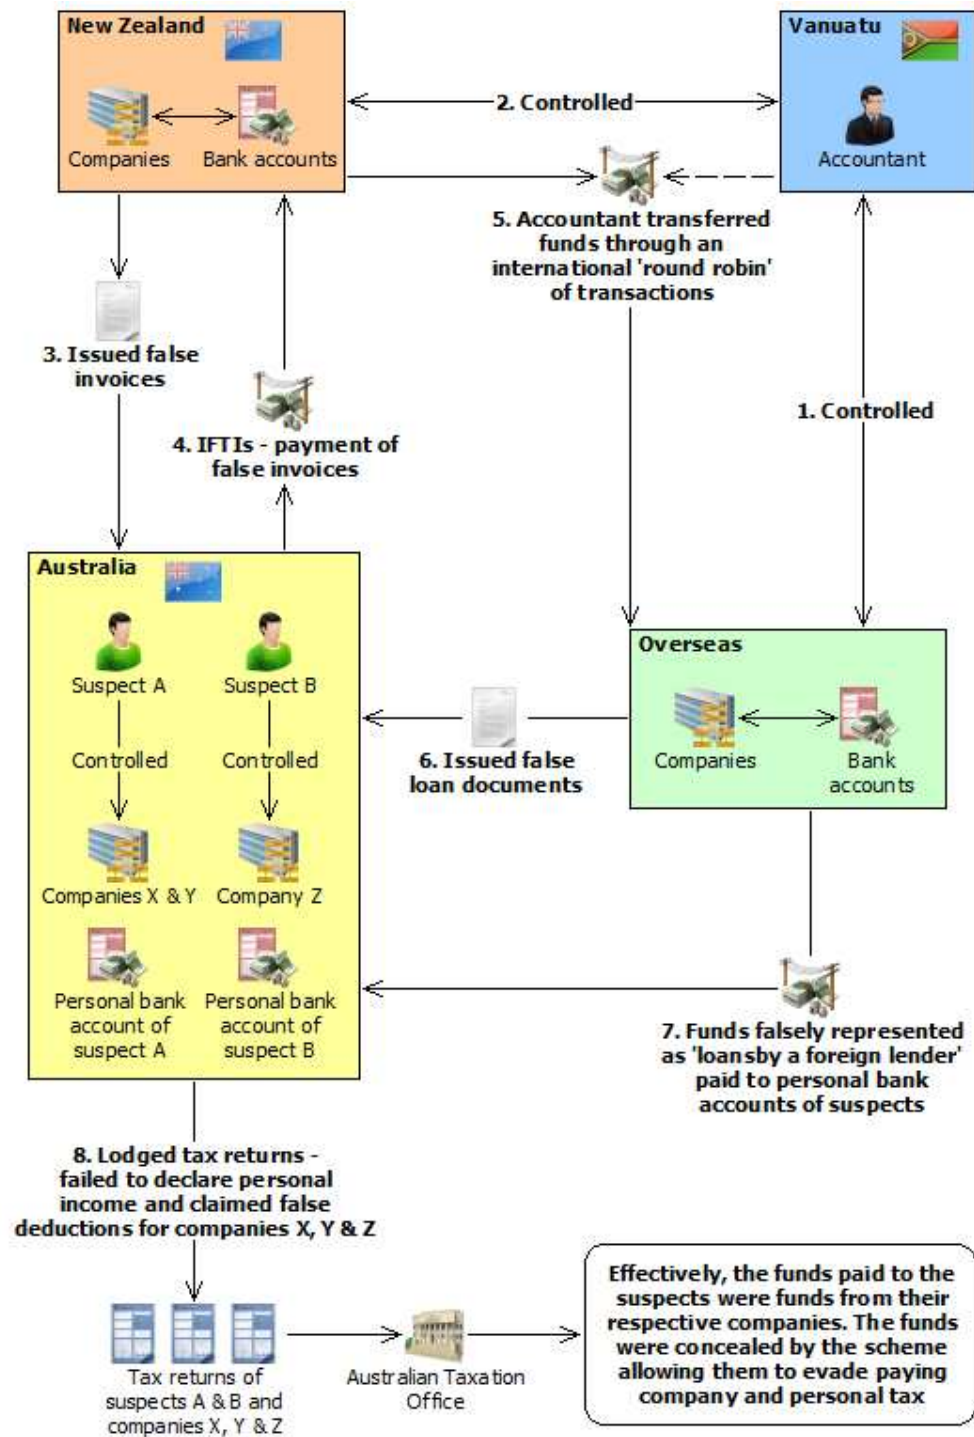 New Zealand
Vanuatu
Companies
Bank accounts
2. Controlled
Accountant
5. Accountant transferred
funds through an
international 'round robin'
of transactions
3. Issued false
invoices
4. IFTIs - payment of
false invoices
1. Controlled
Australia
Suspect A
Suspect B
Controlled
Controlled
Companies X & Y
Company Z
Personal bank
account of
suspect A
Personal bank
account of
suspect B
Overseas
Companies
Bank
accounts
6. Issued false
loan documents
7. Funds falsely represented
as 'loansby a foreign lender'
paid to personal bank
accounts of suspects
8. Lodged tax returns -
failed to declare personal
income and claimed false
deductions for companies X, Y & Z
Tax returns of
suspects A & B and
companies X, Y & Z
Australian Taxation
Office
Effectively, the funds paid to the
suspects were funds from their
respective companies. The funds
were concealed by the scheme
allowing them to evade paying
company and personal tax